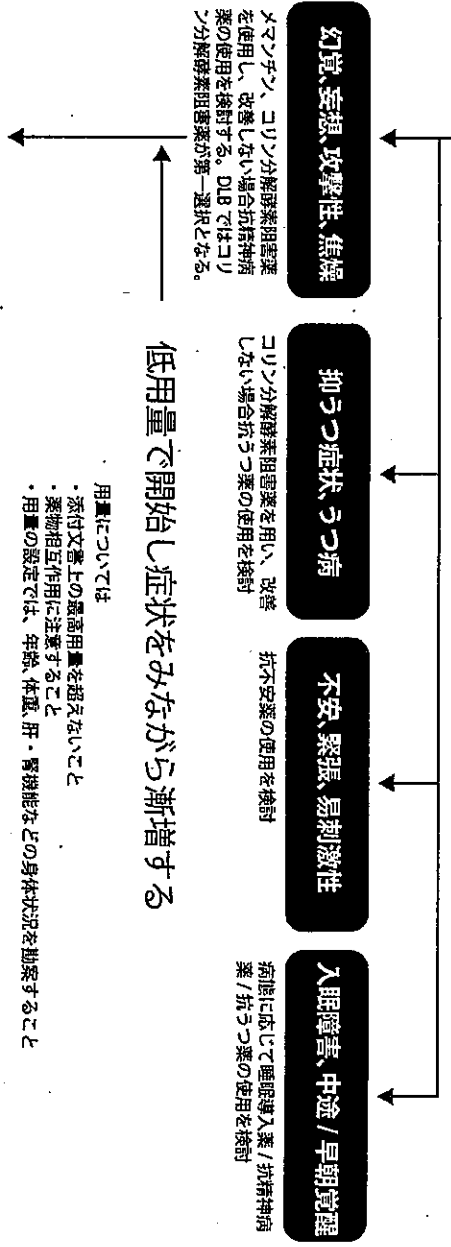 幻覚、妄想、攻撃性、焦燥
メマンチン、コリン分解酵素阻害薬
を使用し、改善しない場合抗精神病
薬の使用を検討する。DLB ではコリ
ン分解酵素阻害薬が第一選択となる。
抑うつ症状、うつ病
コリン分解酵素阻害薬を用い、改善
しない場合抗うつ薬の使用を検討
不安、緊張、易刺激性
抗不安薬の使用を検討
入眠障害、中途 / 早朝覚醒
病態に応じて睡眠導入薬 / 抗精神病
薬 / 抗うつ薬の使用を検討
低用量で開始し症状をみながら漸増する
用量については
・添付文書上の最高用量を超えないこと
・薬物相互作用に注意すること
・用量の設定では、年齢、体重、肝・腎機能などの身体状況を勘案すること